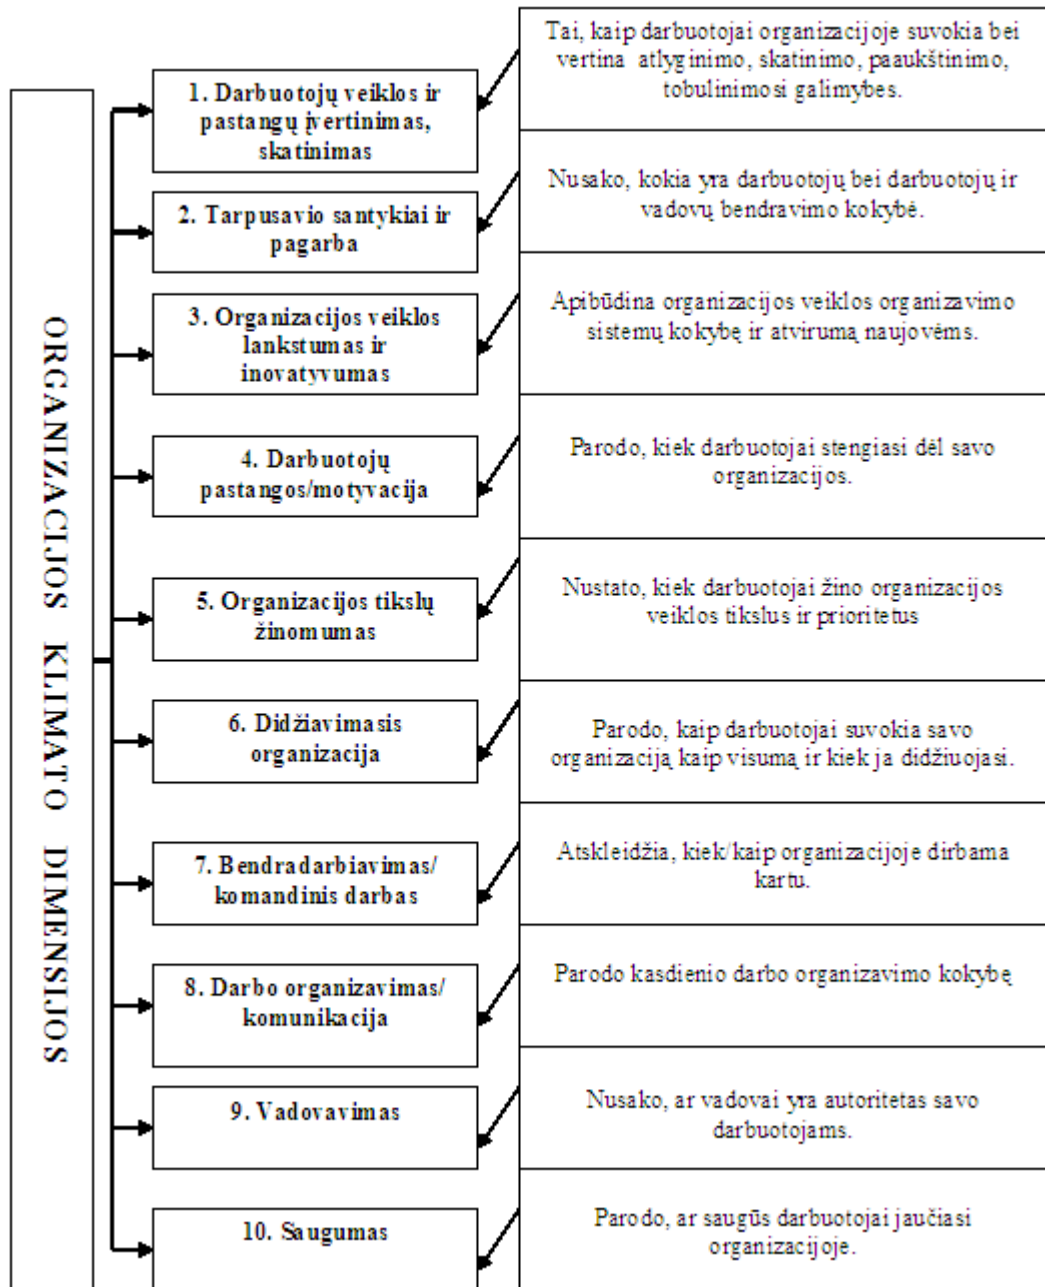 ORGANIZACIJOS KLIMATO DIMENSIJOS
1. Darbuotojų veiklos ir
pastangų įvertinimas,
skatinimas
Tai, kaip darbuotojai organizacijoje suvokia bei
vertina atlyginimo, skatinimo, paaukštinimo,
tobulinimosi galimybes.
2. Tarpusavio santykiai ir
pagarba
Nusako, kokia yra darbuotojų bei darbuotojų ir
vadovų bendravimo kokybė.
3. Organizacijos veiklos
lankstumas ir
inovatyvumas
Apibūdina organizacijos veiklos organizavimo
sistemų kokybę ir atvirumą naujovėms.
4. Darbuotojų
pastangos/motyvacija
Parodo, kiek darbuotojai stengiasi dėl savo
organizacijos.
5. Organizacijos tikslų
žinomumas
Nustato, kiek darbuotojai žino organizacijos
veiklos tikslus ir prioritetus
6. Didžiavimasis
organizacija
Parodo, kaip darbuotojai suvokia savo
organizaciją kaip visumą ir kiek ja didžiuojasi.
7. Bendradarbiavimas/
komandinis darbas
Atskleidžia, kiek/kaip organizacijoje dirbama
kartu.
8. Darbo organizavimas/
komunikacija
Parodo kasdienio darbo organizavimo kokybę
9. Vadovavimas
Nusako, ar vadovai yra autoritetas savo
darbuotojams.
10. Saugumas
Parodo, ar saugūs darbuotojai jaučiasi
organizacijoje.